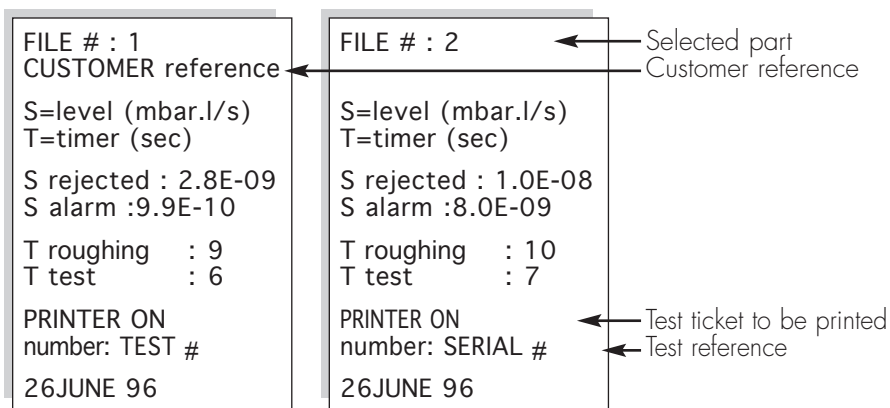 FILE # : 1
CUSTOMER reference
S=level (mbar.l/s)
T=timer (sec)
S rejected : 2.8E-09
S alarm :9.9E-10
T roughing : 9
T test : 6
PRINTER ON
number: TEST #
26JUNE 96
FILE # : 2
S=level (mbar.l/s)
T=timer (sec)
S rejected : 1.0E-08
S alarm :8.0E-09
T roughing : 10
T test : 7
PRINTER ON
number: SERIAL #
26JUNE 96
Selected part
Customer reference
Test ticket to be printed
Test reference